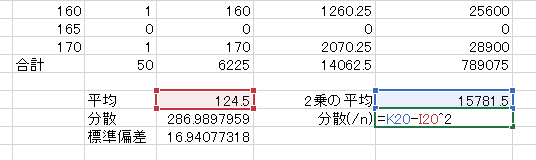 160 1 160 1260.25 25600
165 0 0 0 0
170 1 170 2070.25 28900
合計 50 6225 14062.5 789075
平均 124.5 2乗の平均 15781.5
分散 286.9897959 分散(/n) =K20-I20^2
標準偏差 16.94077318